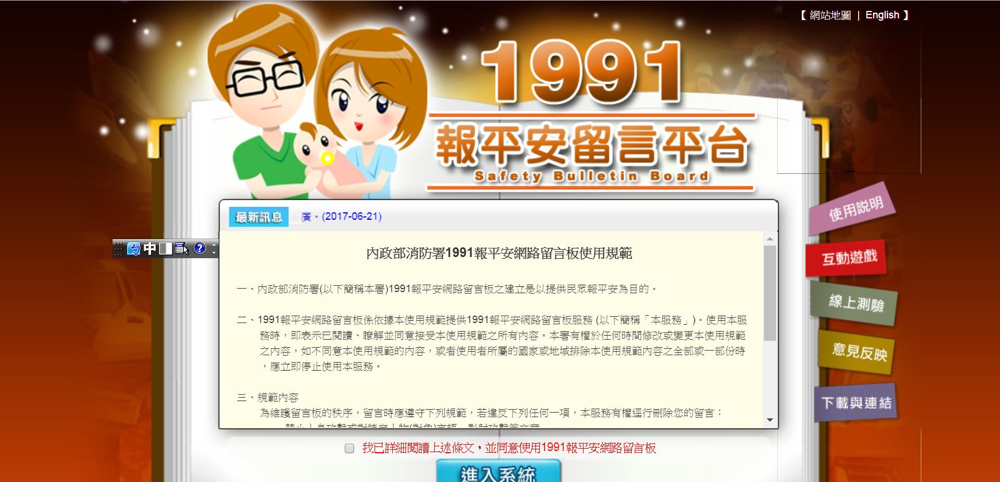 【 網站地圖 | English 】
1991
報平安留言平台
Safety Bulletin Board
最新訊息
廣。(2017-06-21)
使用説明
互動遊戲
線上測驗
意見反映
下載與連結
中
內政部消防署1991報平安網路留言板使用規範
一、內政部消防署(以下簡稱本署)1991報平安網路留言板之建立是以提供民眾報平安為目的。
二、1991報平安網路留言板係依據本使用規範提供1991報平安網路留言板服務 (以下簡稱「本服務」)。使用本服
務時，即表示已閱讀、瞭解並同意接受本使用規範之所有內容。本署有權於任何時間修改或變更本使用規範
之內容，如不同意本使用規範的內容，或者使用者所屬的國家或地域排除本使用規範內容之全部或一部份時
，應立即停止使用本服務。
三、規範內容
為維護留言板的秩序，留言時應遵守下列規範，若違反下列任何一項，本服務有權逕行刪除您的留言：
我已詳細閱讀上述條文，並同意使用1991報平安網路留言板
進入系統